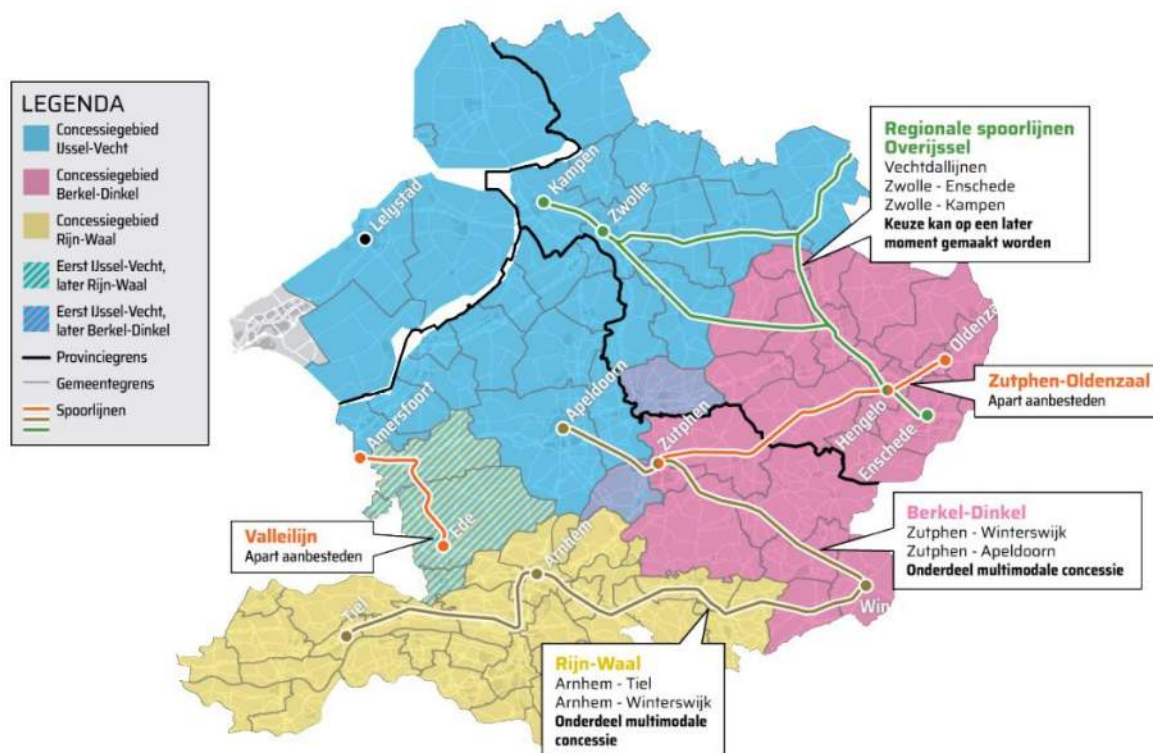 LEGENDA
Concessiegebied
IJssel-Vecht
Concessiegebied
Berkel-Dinkel
Concessiegebied
Rijn-Waal
Eerst IJssel-Vecht,
later Rijn-Waal
Eerst IJssel-Vecht,
later Berkel-Dinkel
Provinciegrens
Gemeentegrens
Spoorlijnen
Kampen
Zwolle
Lelystad
Regionale spoorlijnen
Overijssel
Vechtdallijnen
Zwolle - Enschede
Zwolle - Kampen
Keuze kan op een later
moment gemaakt worden
Oldenza
Zutphen-Oldenzaal
Apart aanbesteden
Amersfoort
Apeldoorn
Zutphen
Hengelo
Enschede
Valleilijn
Apart aanbesteden
Ede
Arnhem
Berkel-Dinkel
Zutphen - Winterswijk
Zutphen - Apeldoorn
Onderdeel multimodale concessie
Tiel
Win
Rijn-Waal
Arnhem - Tiel
Arnhem - Winterswijk
Onderdeel multimodale
concessie